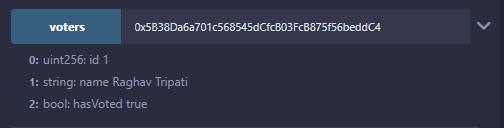 voters 0x5B38Da6a701c568545dCfcB03FcB875f56beddC4
0: uint256: id 1
1: string: name Raghav Tripati
2: bool: hasVoted true